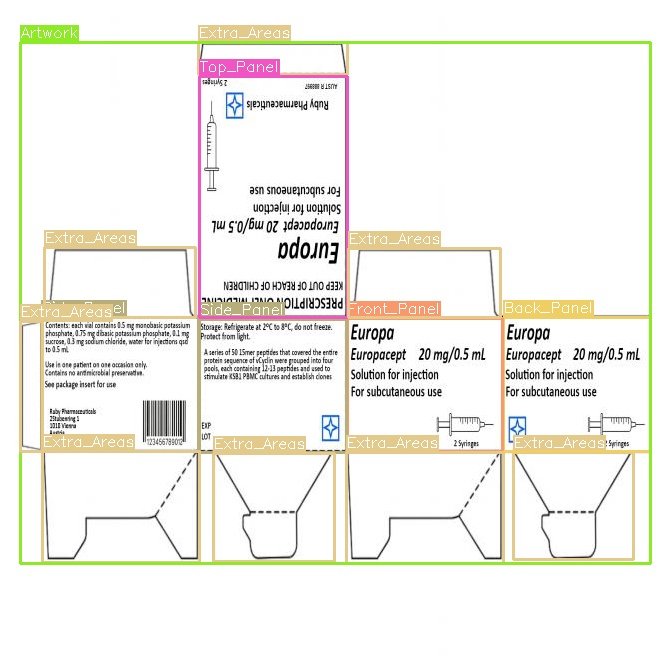 Artwork
Extra_Areas
Top_Panel
PRESCRIPTION ONLY MEDICINE
KEEP OUT OF REACH OF CHILDREN
Europa
Europacept 20 mg/0.5 mL
Solution for injection
For subcutaneous use
Ruby Pharmaceuticals
2 Syringes
AUST R 888997
Extra_Areas
Extra_Areas
Extra_Areas
Panel
Contents: each vial contains 0.5 mg monobasic potassium
phosphate, 0.75 mg dibasic potassium phosphate, 0.1 mg
sucrose, 0.3 mg sodium chloride, water for injections qsd
to 0.5 mL
Use in one patient on one occasion only.
Contains no antimicrobial preservative.
See package insert for use
Ruby Pharmaceuticals
2Stubenring 1
1010 Vienna
Austria
123456789012
Side_Panel
Storage: Refrigerate at 2°C to 8°C, do not freeze.
Protect from light.
A series of 50 15mer peptides that covered the entire
protein sequence of vCyclin were grouped into four
pools, each containing 12-13 peptides and used to
stimulate KSB1 PBMC cultures and establish clones
EXP
LOT
Front_Panel
Europa
Europacept 20 mg/0.5 mL
Solution for injection
For subcutaneous use
2 Syringes
Back_Panel
Europa
Europacept 20 mg/0.5 mL
Solution for injection
For subcutaneous use
Syringes
Extra_Areas
Extra_Areas
Extra_Areas
Extra_Areas